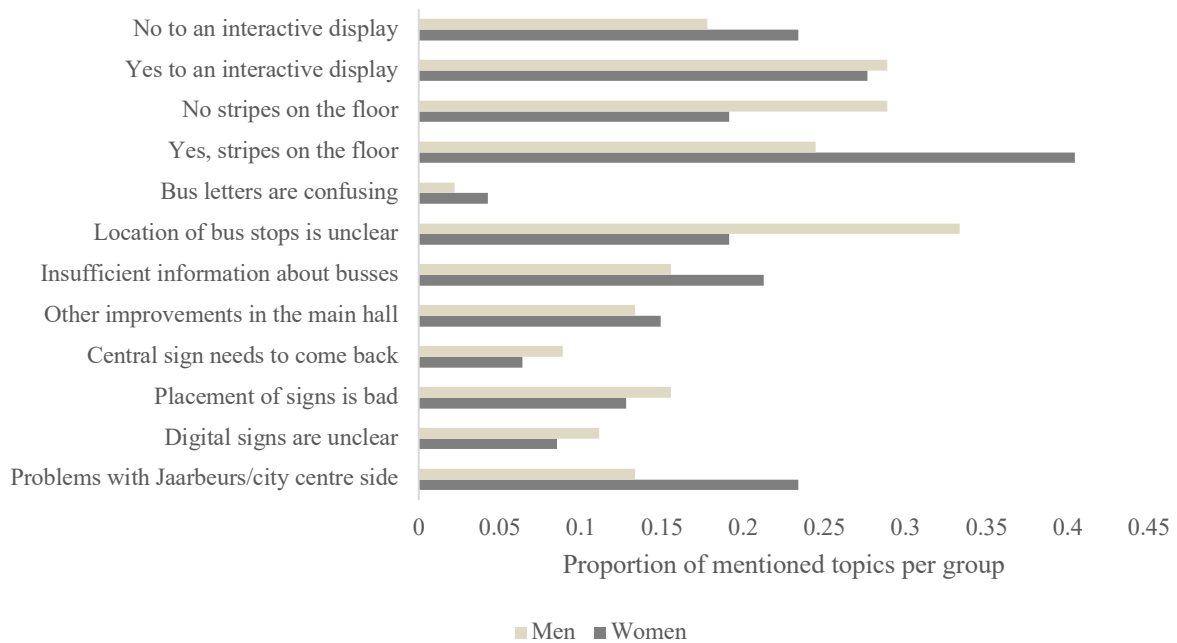 No to an interactive display
Yes to an interactive display
No stripes on the floor
Yes, stripes on the floor
Bus letters are confusing
Location of bus stops is unclear
Insufficient information about busses
Other improvements in the main hall
Central sign needs to come back
Placement of signs is bad
Digital signs are unclear
Problems with Jaarbeurs/city centre side
0 0.05 0.1 0.15 0.2 0.25 0.3 0.35 0.4 0.45
Proportion of mentioned topics per group
Men Women